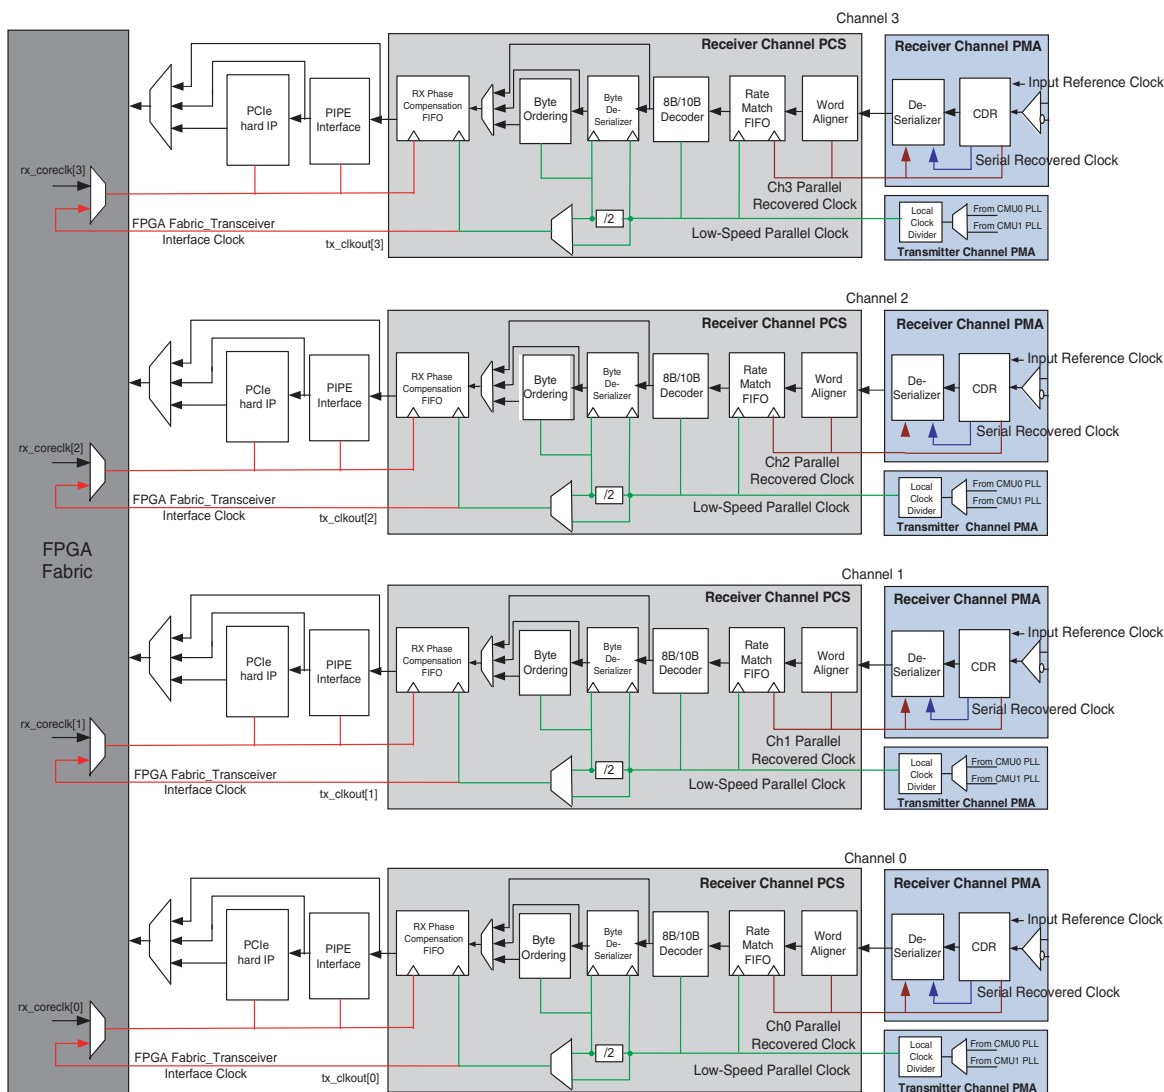 Channel 3
Receiver Channel PCS
Receiver Channel PMA
PCIe
hard IP
PIPE
Interface
RX Phase
Compensation
FIFO
Byte
Ordering
Byte
De-
Serializer
8B/10B
Decoder
Rate
Match
FIFO
Word
Aligner
De-
Serializer
CDR
Input Reference Clock
Serial Recovered Clock
rx_coreclk[3]
FPGA Fabric_Transceiver
Interface Clock
tx_clkout[3]
/2
Ch3 Parallel
Recovered Clock
Low-Speed Parallel Clock
Local
Clock
Divider
From CMU0 PLL
From CMU1 PLL
Transmitter Channel PMA
Channel 2
Receiver Channel PCS
Receiver Channel PMA
PCIe
hard IP
PIPE
Interface
RX Phase
Compensation
FIFO
Byte
Ordering
Byte
De-
Serializer
8B/10B
Decoder
Rate
Match
FIFO
Word
Aligner
De-
Serializer
CDR
Input Reference Clock
Serial Recovered Clock
rx_coreclk[2]
FPGA Fabric_Transceiver
Interface Clock
tx_clkout[2]
/2
Ch2 Parallel
Recovered Clock
Low-Speed Parallel Clock
Local
Clock
Divider
From CMU0 PLL
From CMU1 PLL
Transmitter Channel PMA
FPGA
Fabric
Channel 1
Receiver Channel PCS
Receiver Channel PMA
PCIe
hard IP
PIPE
Interface
RX Phase
Compensation
FIFO
Byte
Ordering
Byte
De-
Serializer
8B/10B
Decoder
Rate
Match
FIFO
Word
Aligner
De-
Serializer
CDR
Input Reference Clock
Serial Recovered Clock
rx_coreclk[1]
FPGA Fabric_Transceiver
Interface Clock
tx_clkout[1]
/2
Ch1 Parallel
Recovered Clock
Low-Speed Parallel Clock
Local
Clock
Divider
From CMU0 PLL
From CMU1 PLL
Transmitter Channel PMA
Channel 0
Receiver Channel PCS
Receiver Channel PMA
PCIe
hard IP
PIPE
Interface
RX Phase
Compensation
FIFO
Byte
Ordering
Byte
De-
Serializer
8B/10B
Decoder
Rate
Match
FIFO
Word
Aligner
De-
Serializer
CDR
Input Reference Clock
Serial Recovered Clock
rx_coreclk[0]
FPGA Fabric_Transceiver
Interface Clock
tx_clkout[0]
/2
Ch0 Parallel
Recovered Clock
Low-Speed Parallel Clock
Local
Clock
Divider
From CMU0 PLL
From CMU1 PLL
Transmitter Channel PMA